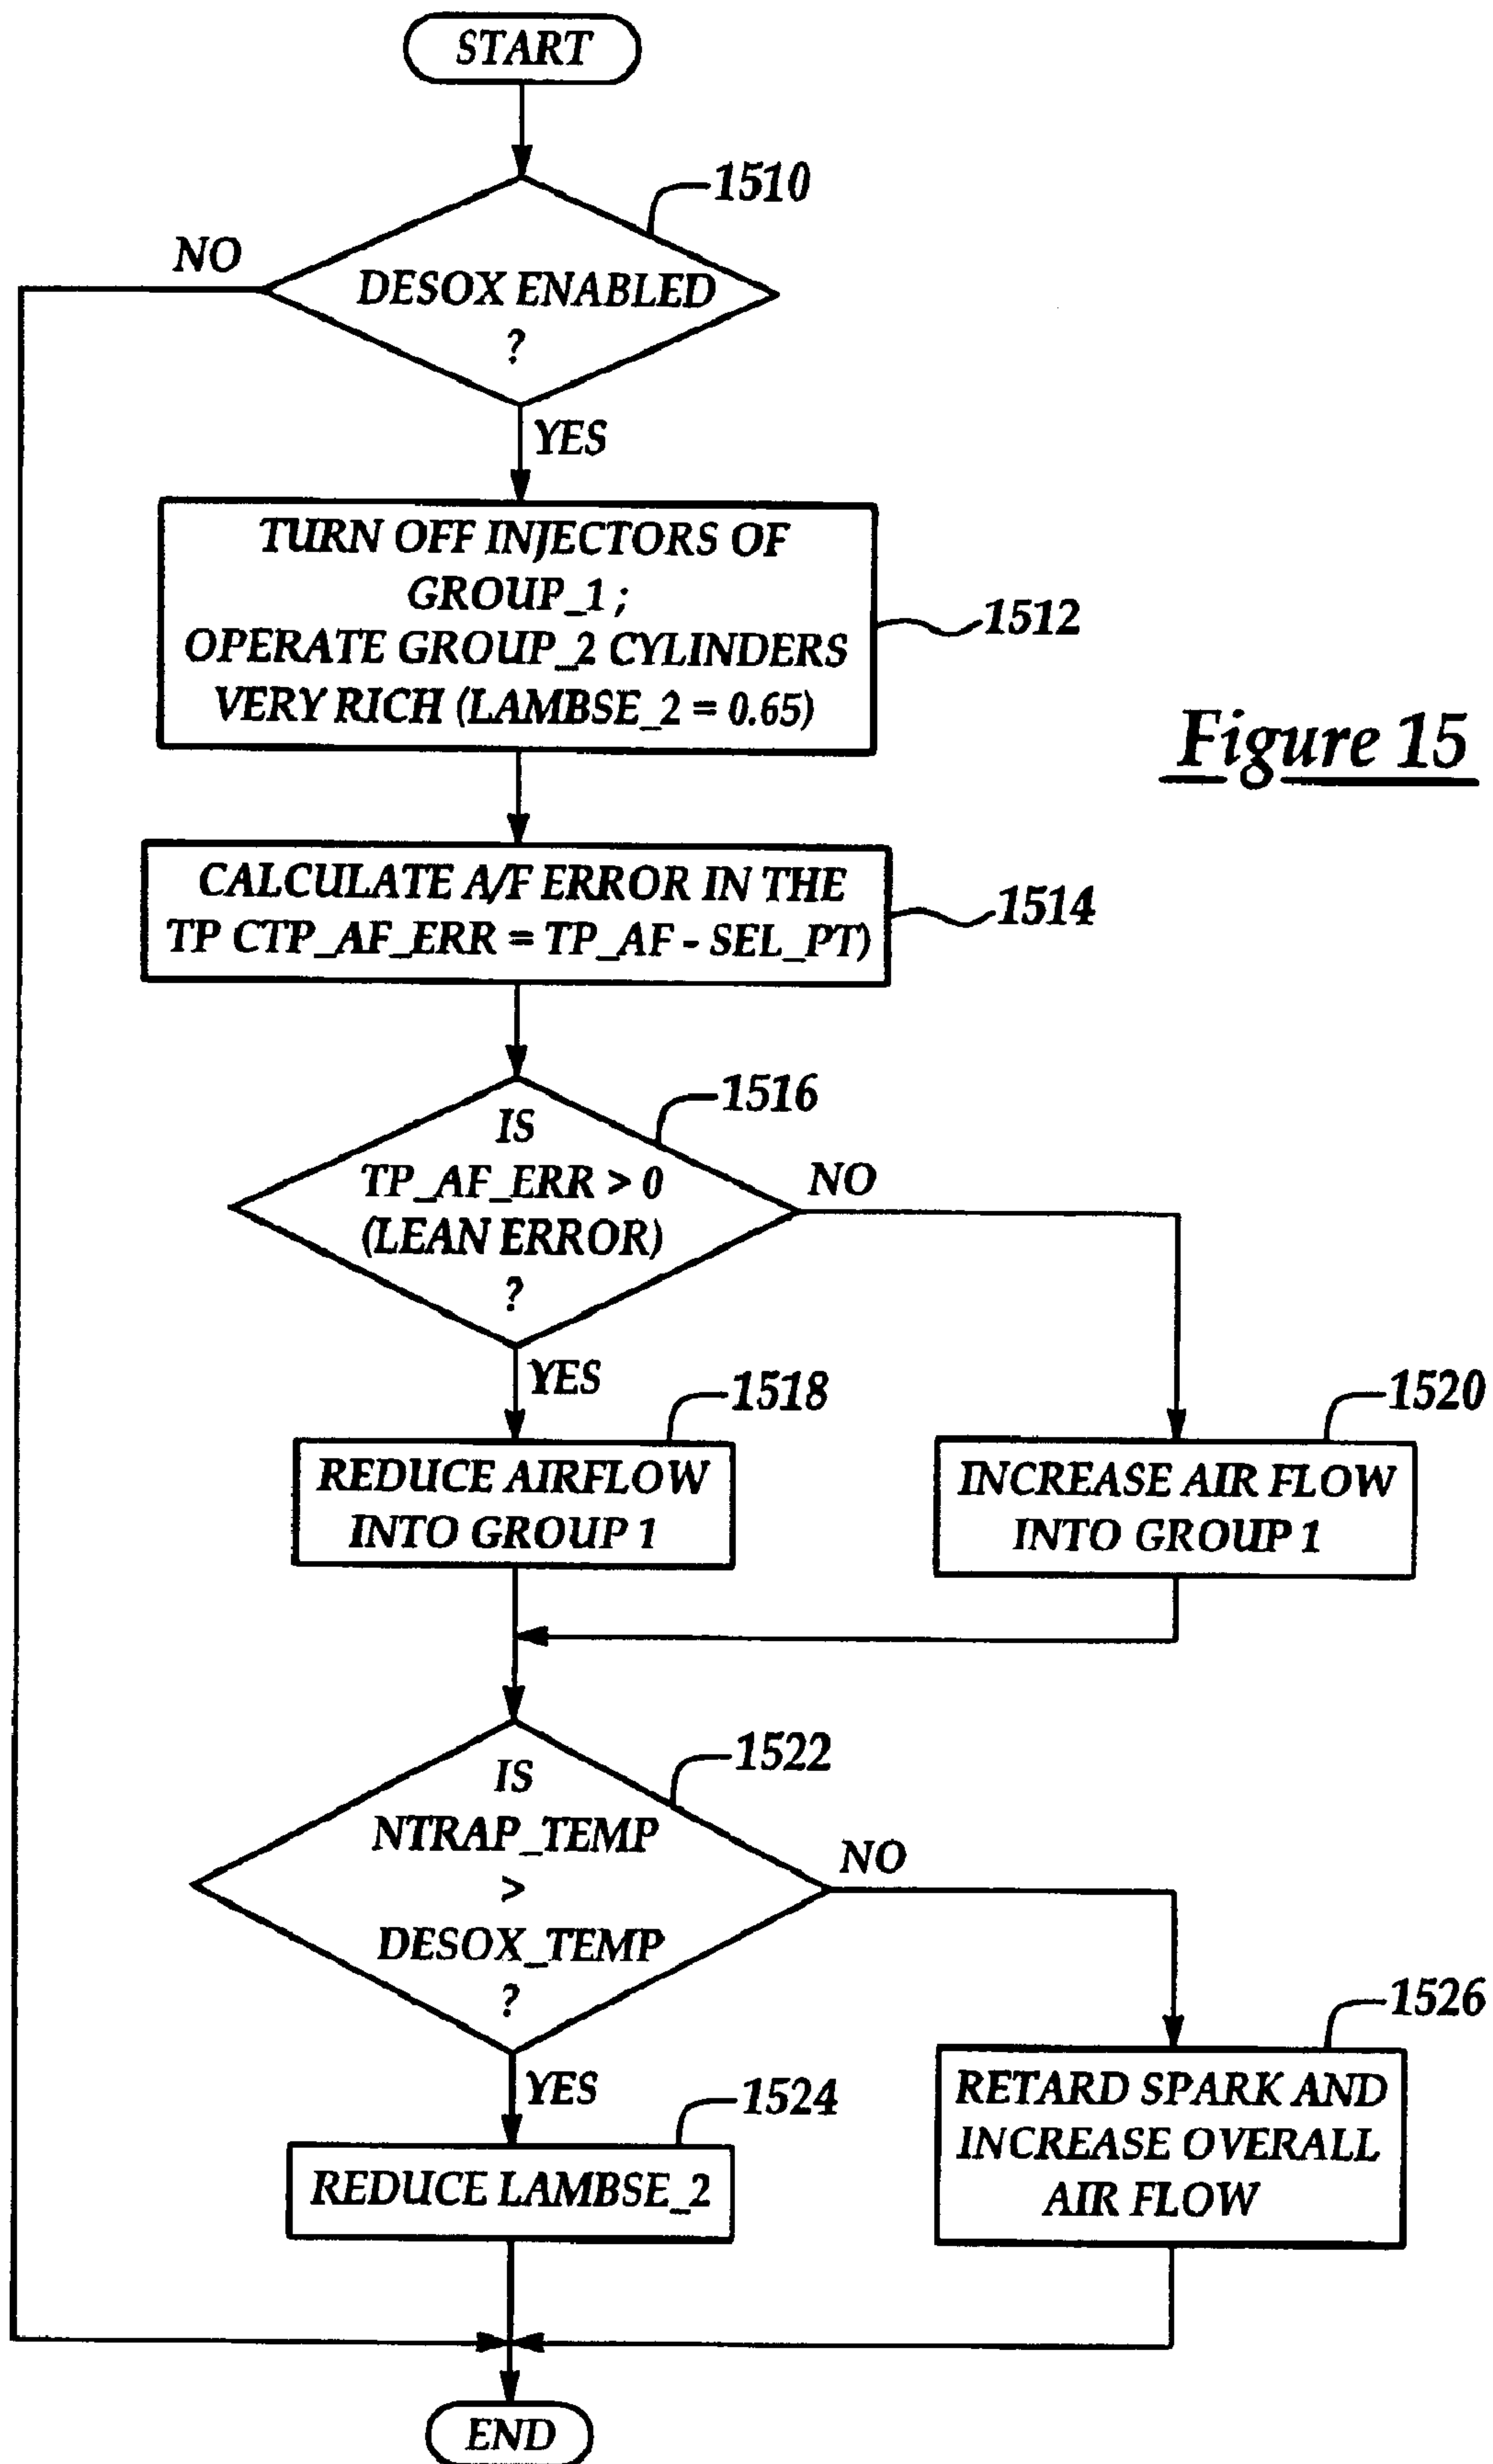 START
1510
NO
DESOX ENABLED
?
YES
TURN OFF INJECTORS OF
GROUP_1 ;
OPERATE GROUP_2 CYLINDERS
VERY RICH (LAMBSE_2 = 0.65)
1512
Figure 15
CALCULATE A/F ERROR IN THE
TP CTP_AF_ERR = TP_AF - SEL_PT)
1514
1516
IS
TP_AF_ERR > 0
(LEAN ERROR)
?
NO
YES
1518
1520
REDUCE AIRFLOW
INTO GROUP 1
INCREASE AIR FLOW
INTO GROUP 1
1522
IS
NTRAP_TEMP
>
DESOX_TEMP
?
NO
YES
1524
1526
REDUCE LAMBSE_2
RETARD SPARK AND
INCREASE OVERALL
AIR FLOW
END